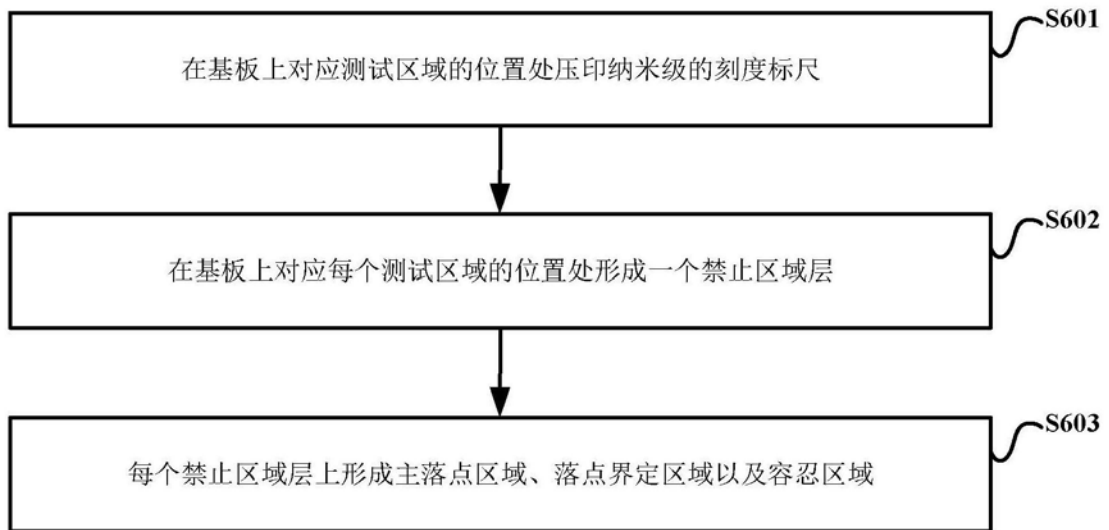 S601
在基板上对应测试区域的位置处压印纳米级的刻度标尺
S602
在基板上对应每个测试区域的位置处形成一个禁止区域层
S603
每个禁止区域层上形成主落点区域、落点界定区域以及容忍区域